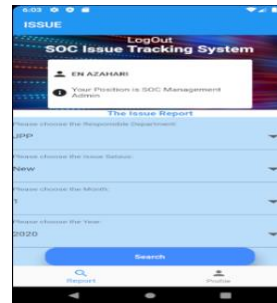 6:03
ISSUE
LogOut
SOC Issue Tracking System
EN AZAHARI
Your Position is SOC Management
Admin
The Issue Report
Please choose the Responsible Department:
JPP
Please choose the Issue Status:
New
Please choose the Month:
1
Please choose the Year:
2020
Search
Report
Profile